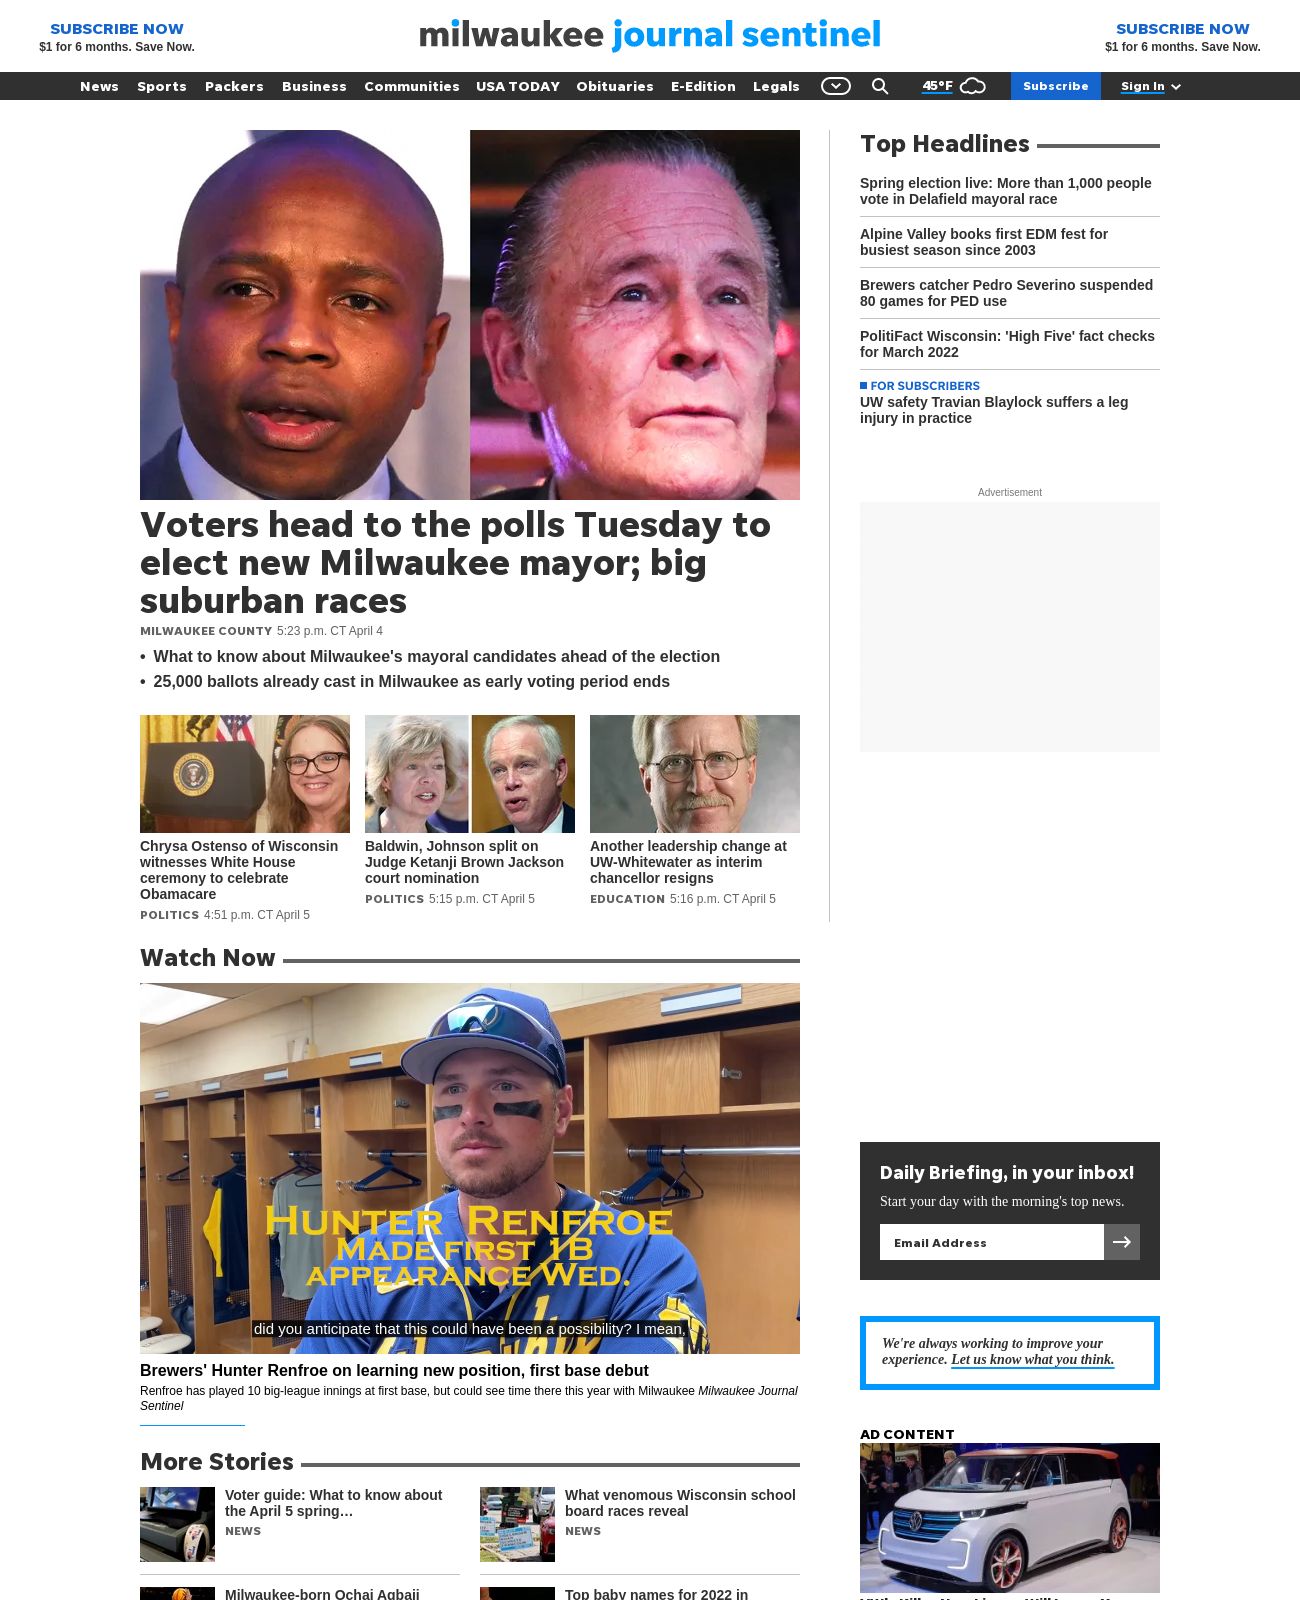 SUBSCRIBE NOW
$1 for 6 months. Save Now.
milwaukee journal sentinel
SUBSCRIBE NOW
$1 for 6 months. Save Now.
News Sports Packers Business Communities USA TODAY Obituaries E-Edition Legals 45°F Subscribe Sign In
Voters head to the polls Tuesday to
elect new Milwaukee mayor; big
suburban races
MILWAUKEE COUNTY 5:23 p.m. CT April 4
• What to know about Milwaukee's mayoral candidates ahead of the election
• 25,000 ballots already cast in Milwaukee as early voting period ends
Chrysa Ostenso of Wisconsin
witnesses White House
ceremony to celebrate
Obamacare
POLITICS 4:51 p.m. CT April 5
Baldwin, Johnson split on
Judge Ketanji Brown Jackson
court nomination
POLITICS 5:15 p.m. CT April 5
Another leadership change at
UW-Whitewater as interim
chancellor resigns
EDUCATION 5:16 p.m. CT April 5
Top Headlines
Spring election live: More than 1,000 people
vote in Delafield mayoral race
Alpine Valley books first EDM fest for
busiest season since 2003
Brewers catcher Pedro Severino suspended
80 games for PED use
PolitiFact Wisconsin: 'High Five' fact checks
for March 2022
FOR SUBSCRIBERS
UW safety Travian Blaylock suffers a leg
injury in practice
Advertisement
Watch Now
HUNTER RENFROE
MADE FIRST 1B
APPEARANCE WED.
did you anticipate that this could have been a possibility? I mean,
Brewers' Hunter Renfroe on learning new position, first base debut
Renfroe has played 10 big-league innings at first base, but could see time there this year with Milwaukee Milwaukee Journal
Sentinel
Daily Briefing, in your inbox!
Start your day with the morning's top news.
Email Address
We're always working to improve your
experience. Let us know what you think.
More Stories
Voter guide: What to know about
the April 5 spring…
NEWS
What venomous Wisconsin school
board races reveal
NEWS
Milwaukee-born Ochai Agbaji
Top baby names for 2022 in
AD CONTENT